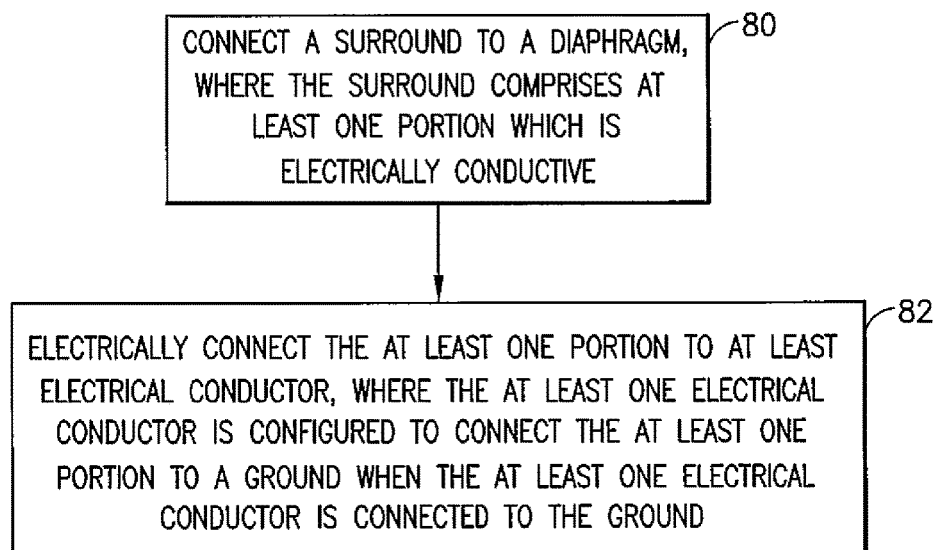 CONNECT A SURROUND TO A DIAPHRAGM,
WHERE THE SURROUND COMPRISES AT
LEAST ONE PORTION WHICH IS
ELECTRICALLY CONDUCTIVE
80
ELECTRICALLY CONNECT THE AT LEAST ONE PORTION TO AT LEAST
ELECTRICAL CONDUCTOR, WHERE THE AT LEAST ONE ELECTRICAL
CONDUCTOR IS CONFIGURED TO CONNECT THE AT LEAST ONE
PORTION TO A GROUND WHEN THE AT LEAST ONE ELECTRICAL
CONDUCTOR IS CONNECTED TO THE GROUND
82